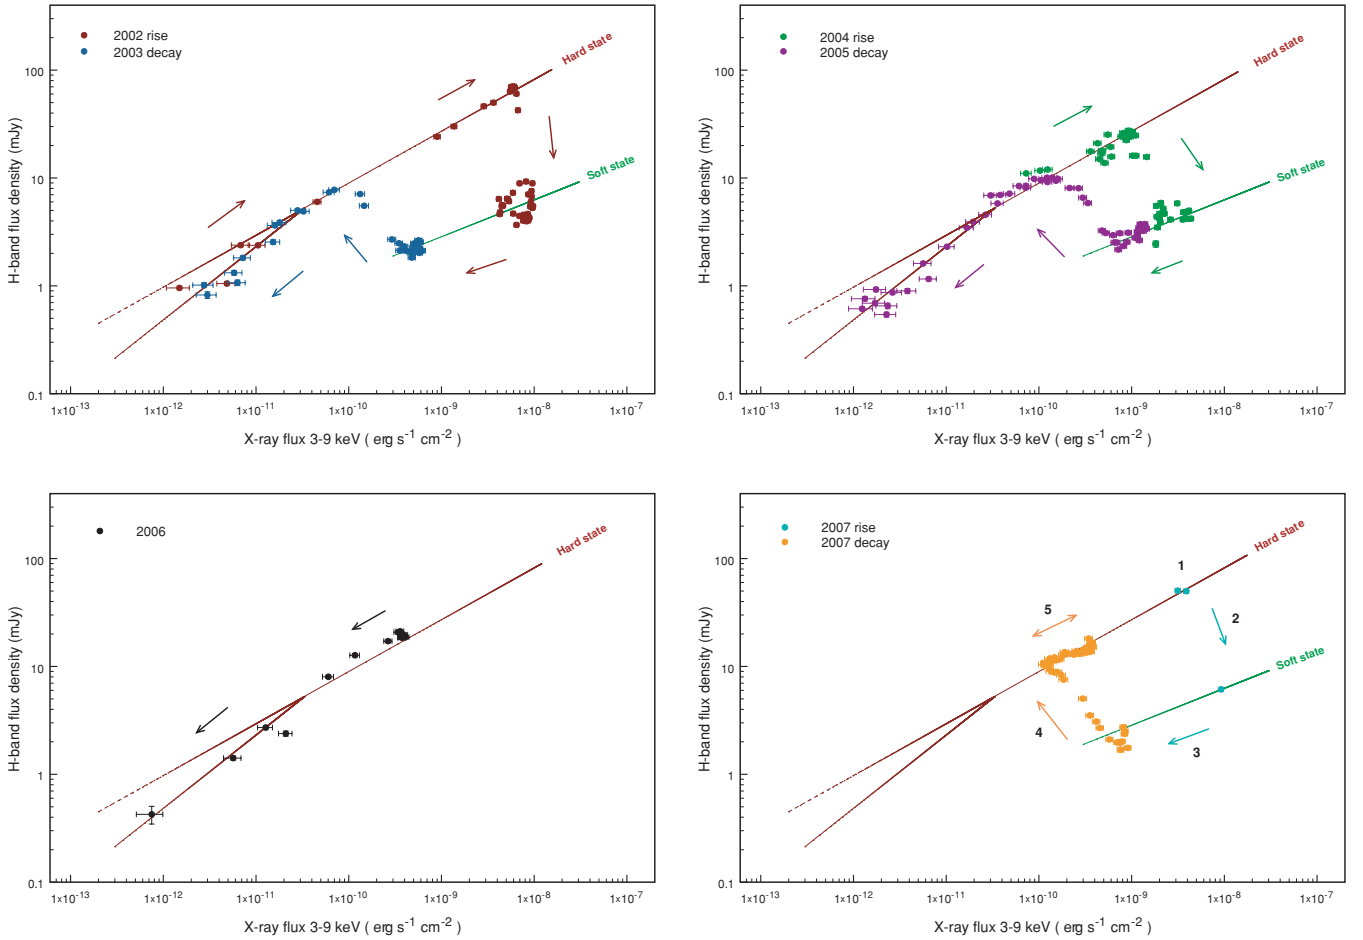 2002 rise
2003 decay
Hard state
Soft state
H-band flux density (mJy)
100
10
1
0.1
1×10-13
1×10-12
1×10-11
1×10-10
1×10-9
1×10-8
1×10-7
X-ray flux 3-9 keV ( erg s-1 cm-2 )
2004 rise
2005 decay
Hard state
Soft state
H-band flux density (mJy)
100
10
1
0.1
1×10-13
1×10-12
1×10-11
1×10-10
1×10-9
1×10-8
1×10-7
X-ray flux 3-9 keV ( erg s-1 cm-2 )
2006
Hard state
H-band flux density (mJy)
100
10
1
0.1
1×10-13
1×10-12
1×10-11
1×10-10
1×10-9
1×10-8
1×10-7
X-ray flux 3-9 keV ( erg s-1 cm-2 )
2007 rise
2007 decay
Hard state
Soft state
1
2
3
4
5
H-band flux density (mJy)
100
10
1
0.1
1×10-13
1×10-12
1×10-11
1×10-10
1×10-9
1×10-8
1×10-7
X-ray flux 3-9 keV ( erg s-1 cm-2 )